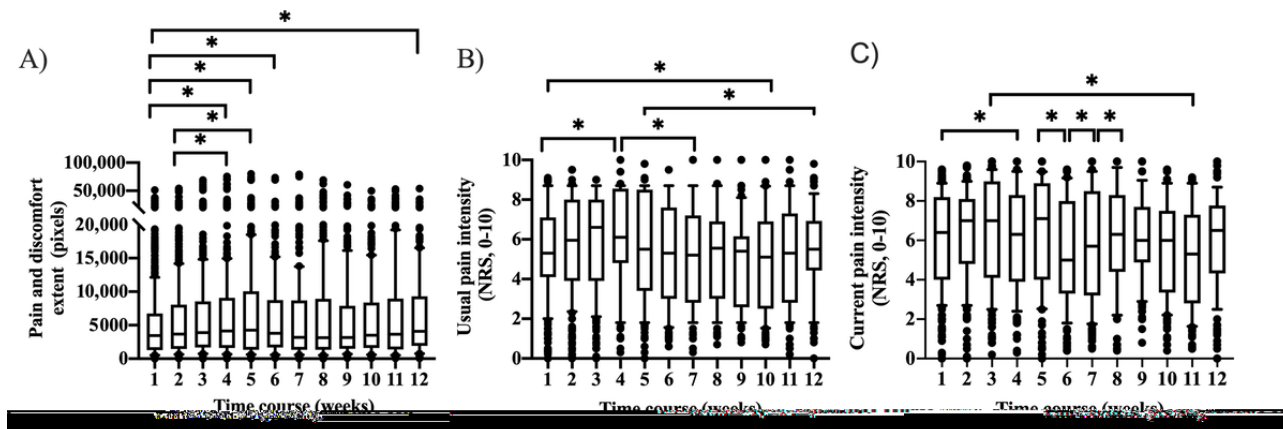 A)
* * * * * *
Pain and discomfort
extent (pixels)
100,000
50,000
20,000
15,000
10,000
5000
0
1 2 3 4 5 6 7 8 9 10 11 12
Time course (weeks)
B)
* * * *
Usual pain intensity
(NRS, 0-10)
10
8
6
4
2
0
1 2 3 4 5 6 7 8 9 10 11 12
Time course (weeks)
C)
* * * * *
Current pain intensity
(NRS, 0-10)
10
8
6
4
2
0
1 2 3 4 5 6 7 8 9 10 11 12
Time course (weeks)